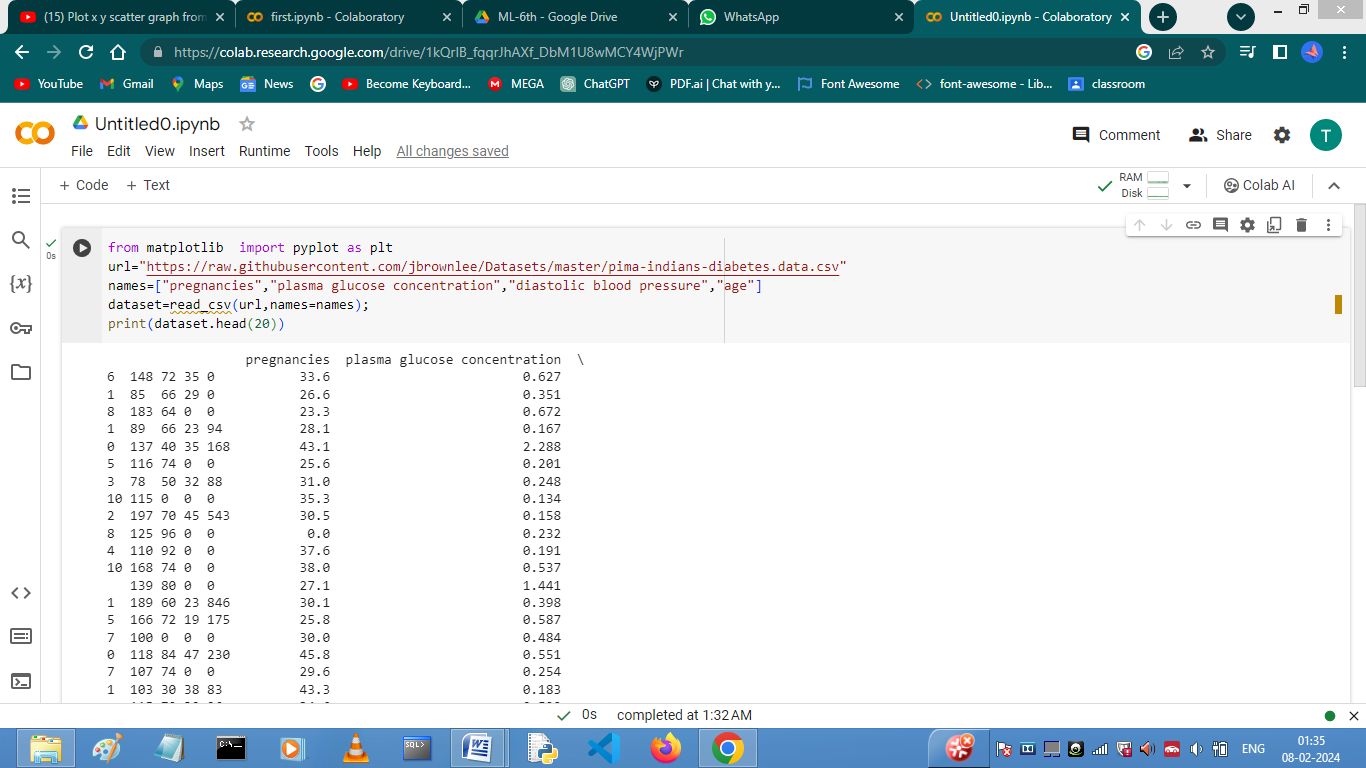 (15) Plot x y scatter graph from
first.ipynb - Colaboratory
ML-6th - Google Drive
WhatsApp
Untitled0.ipynb - Colaboratory
https://colab.research.google.com/drive/1kQrIB_fqqrJhAXf_DbM1U8wMCY4WjPWr
YouTube
Gmail
Maps
News
Become Keyboard...
MEGA
ChatGPT
PDF.ai | Chat with y...
Font Awesome
font-awesome - Lib...
classroom
CO
Untitled0.ipynb
Comment
Share
T
File Edit View Insert Runtime Tools Help All changes saved
+ Code + Text
RAM
Disk
Colab AI
0s
from matplotlib  import pyplot as plt
url="https://raw.githubusercontent.com/jbrownlee/Datasets/master/pima-indians-diabetes.data.csv"
names=["pregnancies","plasma glucose concentration","diastolic blood pressure","age"]
dataset=read_csv(url,names=names);
print(dataset.head(20))
{x}
pregnancies  plasma glucose concentration  \
6  148 72 35 0  33.6  0.627
1  85  66 29 0  26.6  0.351
8  183 64 0  0  23.3  0.672
1  89  66 23 94  28.1  0.167
0  137 40 35 168  43.1  2.288
5  116 74 0  0  25.6  0.201
3  78  50 32 88  31.0  0.248
10 115 0  0  0  35.3  0.134
2  197 70 45 543  30.5  0.158
8  125 96 0  0  0.0  0.232
4  110 92 0  0  37.6  0.191
10 168 74 0  0  38.0  0.537
139 80 0  0  27.1  1.441
1  189 60 23 846  30.1  0.398
5  166 72 19 175  25.8  0.587
7  100 0  0  0  30.0  0.484
0  118 84 47 230  45.8  0.551
7  107 74 0  0  29.6  0.254
1  103 30 38 83  43.3  0.183
0s completed at 1:32 AM
ENG
01:35
08-02-2024